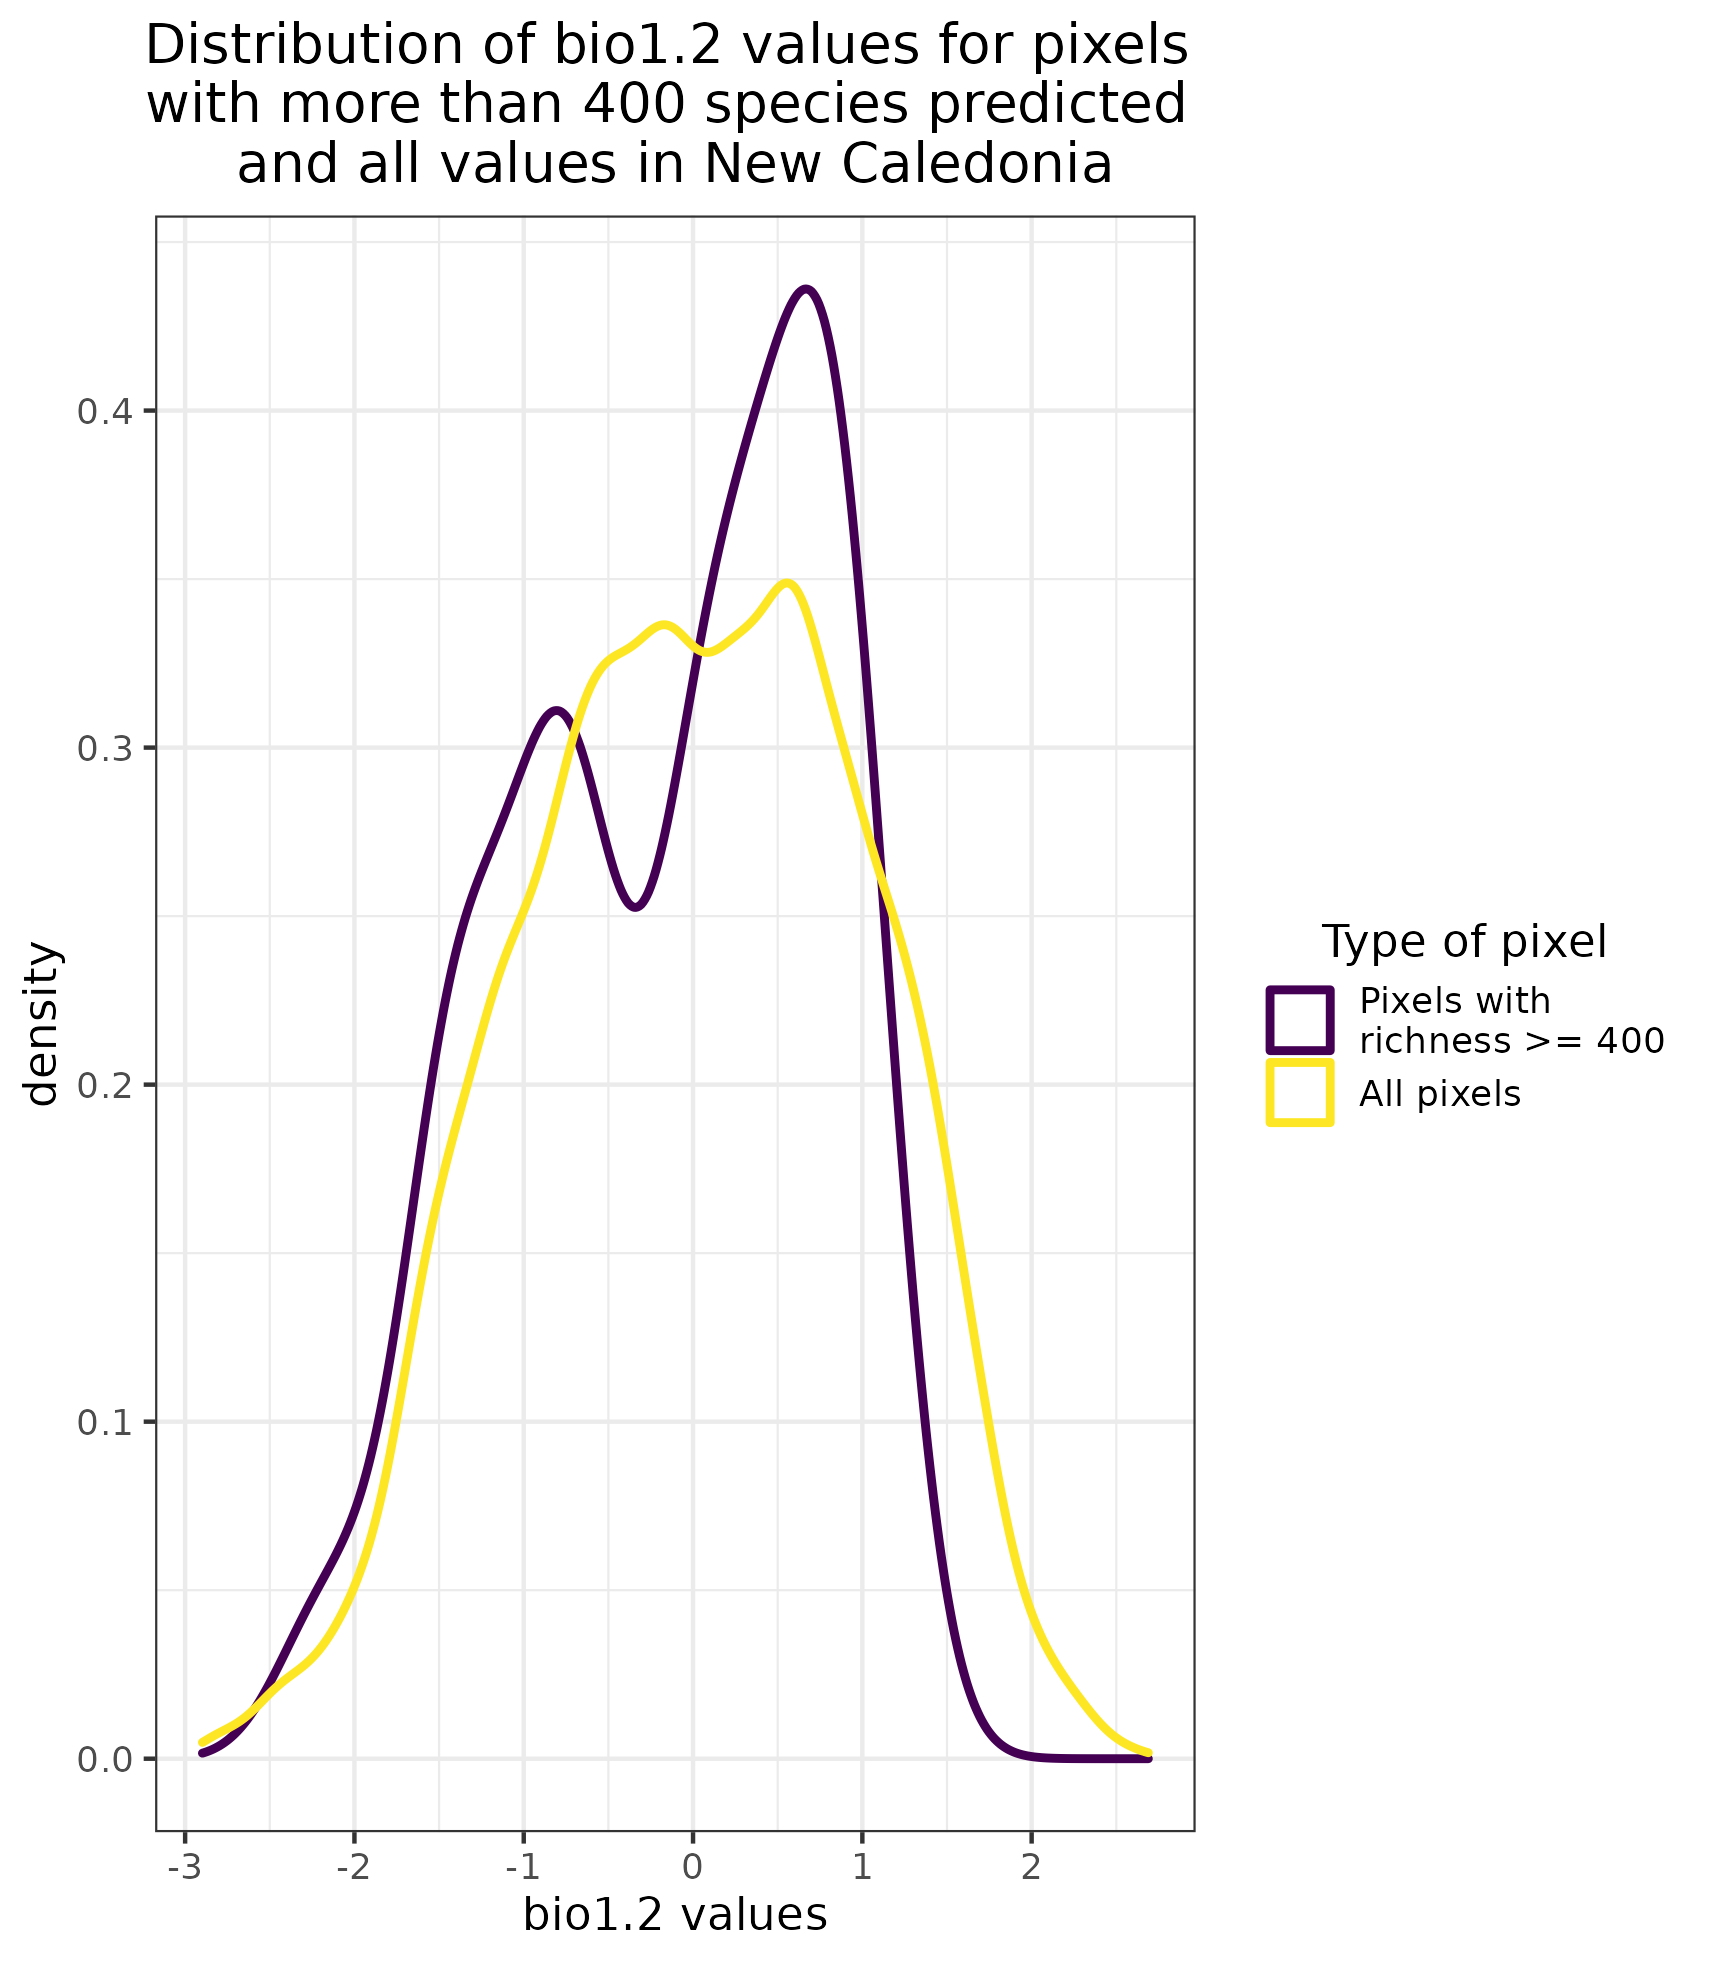 Distribution of bio1.2 values for pixels
with more than 400 species predicted
and all values in New Caledonia
density
0.4
0.3
0.2
0.1
0.0
-3
-2
-1
0
1
2
bio1.2 values
Type of pixel
Pixels with
richness >= 400
All pixels